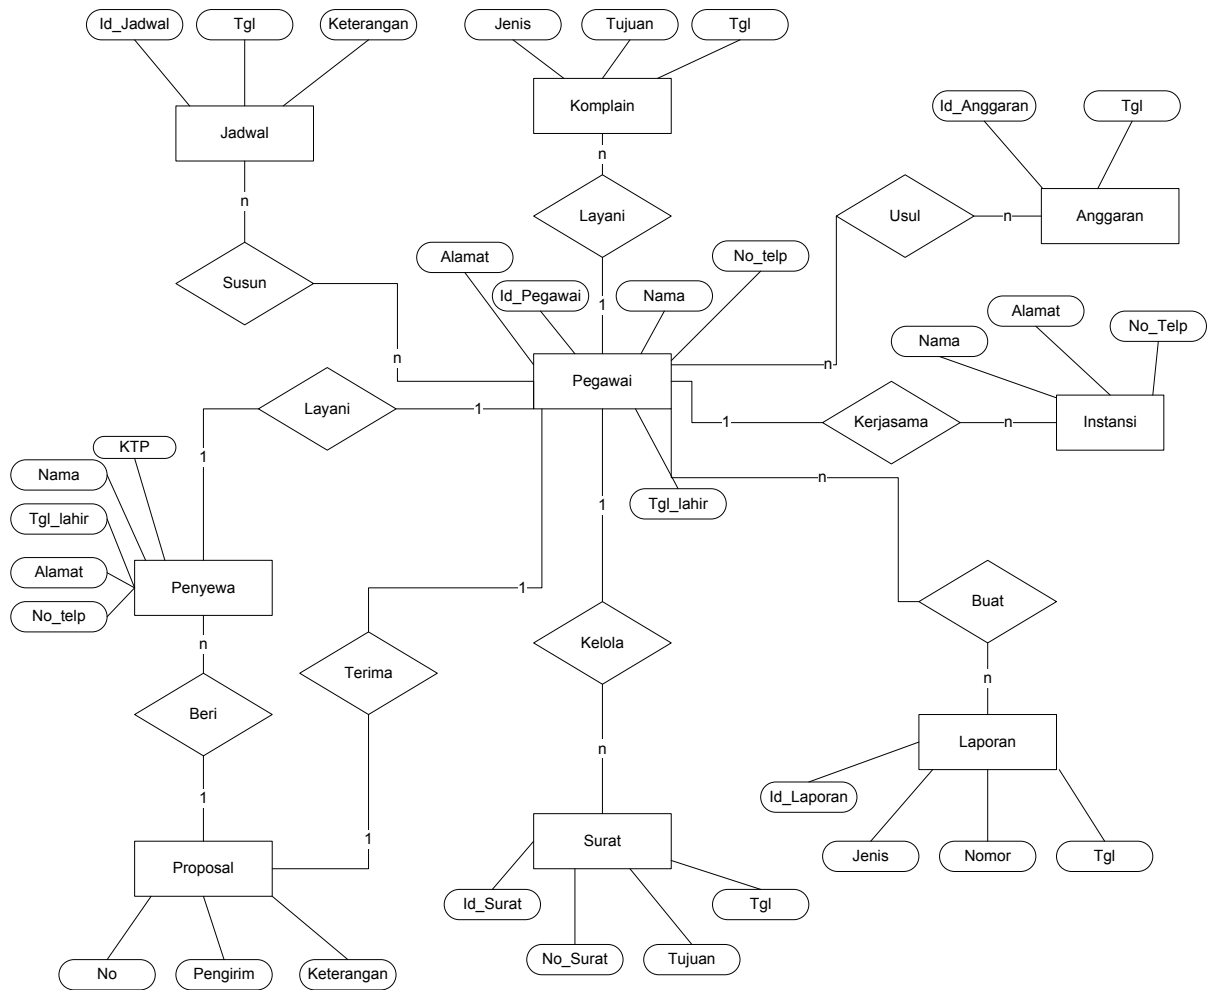 Id_Jadwal
Tgl
Keterangan
Jenis
Tujuan
Tgl
Jadwal
Komplain
Id_Anggaran
Tgl
n
n
Layani
Usul
n
Anggaran
Susun
Alamat
Id_Pegawai
Nama
No_telp
1
n
n
Pegawai
Nama
Alamat
No_Telp
Layani
1
1
Kerjasama
n
Instansi
KTP
Nama
Tgl_lahir
Alamat
No_telp
1
Penyewa
1
Tgl_lahir
n
1
Buat
n
Terima
Kelola
n
Beri
1
1
n
Laporan
Id_Laporan
Jenis
Nomor
Tgl
Proposal
Surat
Id_Surat
No_Surat
Tujuan
Tgl
No
Pengirim
Keterangan